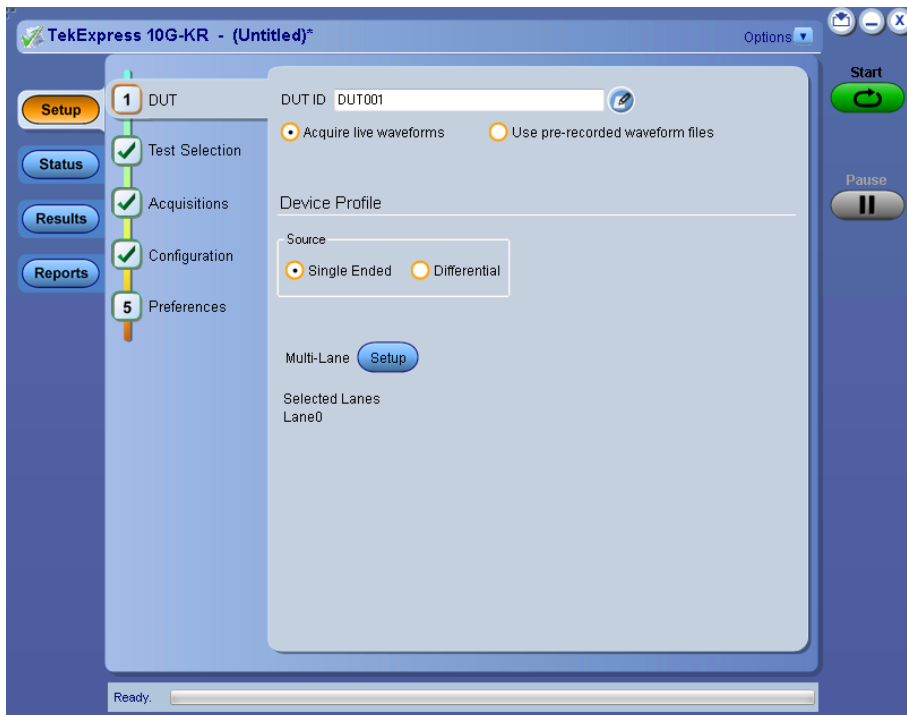 TekExpress 10G-KR - (Untitled)*
Options
Start
Pause
Setup
Status
Results
Reports
1 DUT
Test Selection
Acquisitions
Configuration
5 Preferences
DUT ID DUT001
Acquire live waveforms Use pre-recorded waveform files
Device Profile
Source
Single Ended Differential
Multi-Lane Setup
Selected Lanes
Lane0
Ready.